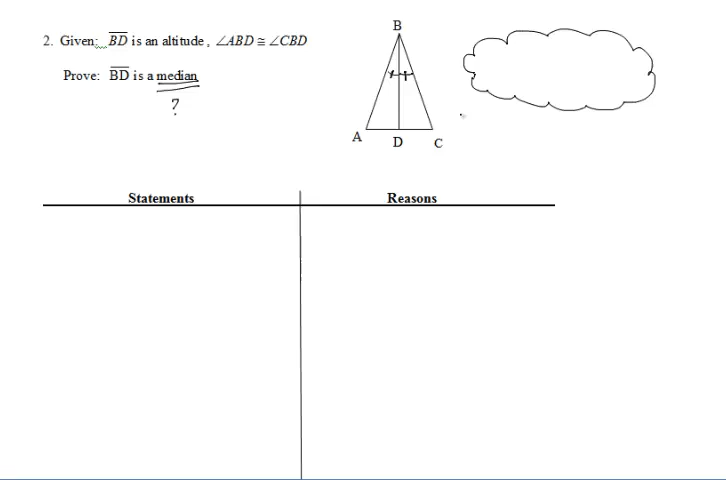 2. Given: BD is an altitude, ∠ABD ≅ ∠CBD
Prove: BD is a median
?
B
A
D
C
Statements Reasons